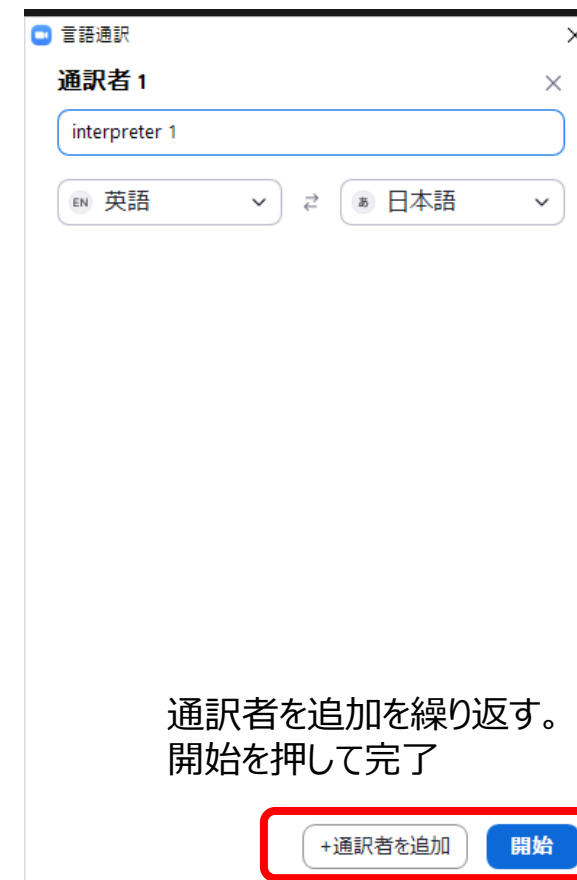 言語通訳
通訳者 1
interpreter 1
EN 英語
あ 日本語
通訳者を追加を繰り返す。
開始を押して完了
+通訳者を追加
開始